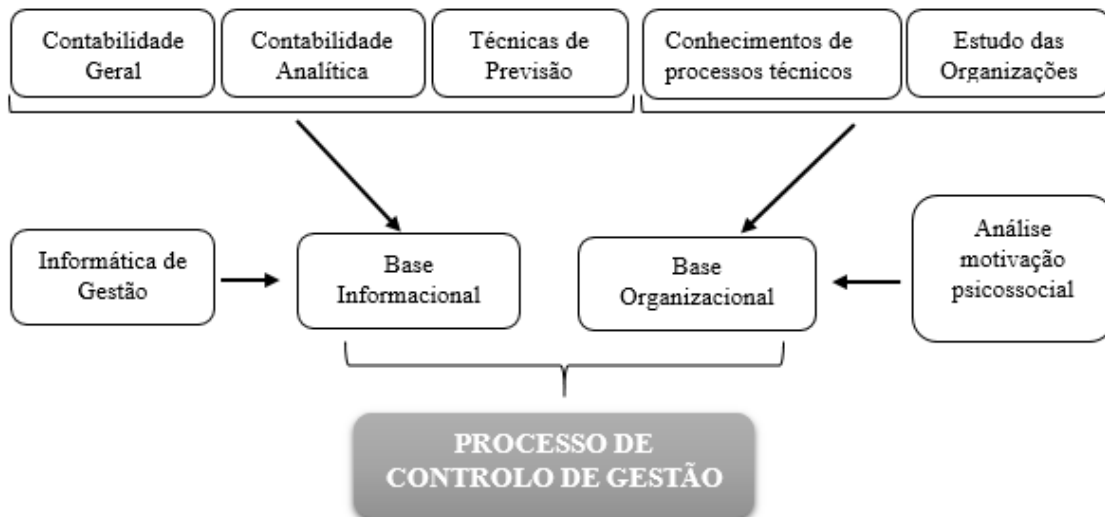 Contabilidade
Geral
Contabilidade
Analítica
Técnicas de
Previsão
Conhecimentos de
processos técnicos
Estudo das
Organizações
Informática de
Gestão
Base
Informacional
Base
Organizacional
Análise
motivação
psicossocial
PROCESSO DE
CONTROLO DE GESTÃO